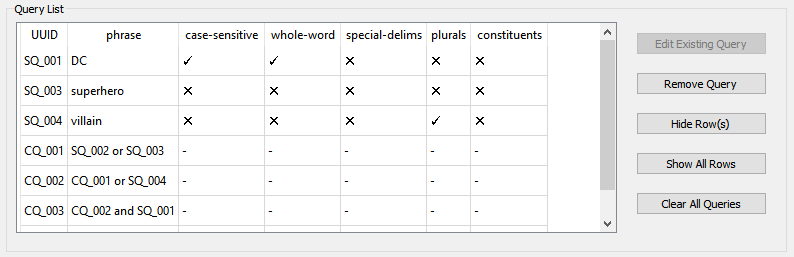 Query List
UUID phrase case-sensitive whole-word special-delims plurals constituents
SQ_001 DC ✓ ✓ ✕ ✕ ✕
SQ_003 superhero ✕ ✕ ✕ ✕ ✕
SQ_004 villain ✕ ✕ ✕ ✓ ✕
CQ_001 SQ_002 or SQ_003 - - - - -
CQ_002 CQ_001 or SQ_004 - - - - -
CQ_003 CQ_002 and SQ_001 - - - - -
Edit Existing Query
Remove Query
Hide Row(s)
Show All Rows
Clear All Queries